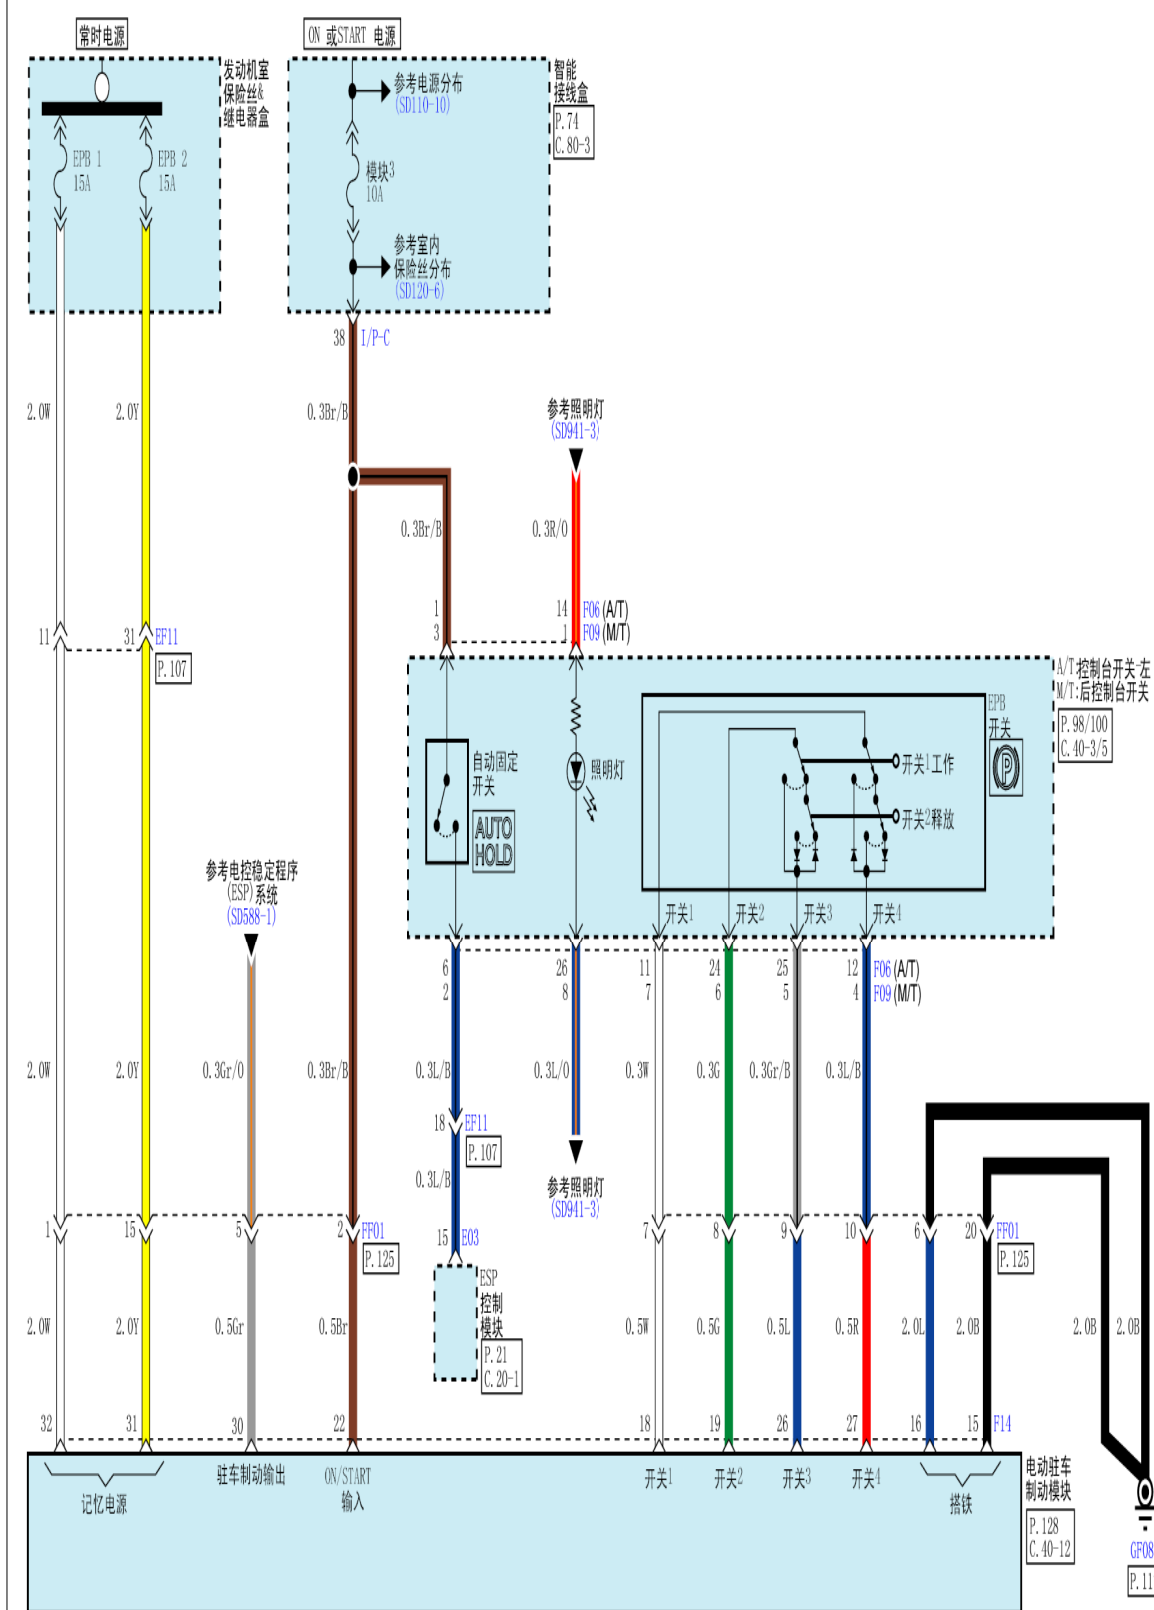 常时电源
ON 或START 电源
发动机室
保险丝&
继电器盒
EPB 1
15A
EPB 2
15A
参考电源分布
(SD110-10)
模块3
10A
参考室内
保险丝分布
(SD120-6)
智能
接线盒
P.74
C.80-3
38
I/P-C
2.0W
2.0Y
0.3Br/B
参考照明灯
(SD941-3)
0.3Br/B
0.3R/O
1
14
F06 (A/T)
3
1
F09 (M/T)
11
31
EF11
P.107
A/T:控制台开关-左
M/T:后控制台开关
P.98/100
C.40-3/5
EPB
开关
P
自动固定
开关
AUTO
HOLD
照明灯
开关1工作
开关2释放
开关1
开关2
开关3
开关4
参考电控稳定程序
(ESP)系统
(SD588-1)
6
26
11
24
25
12
F06 (A/T)
2
8
7
6
5
4
F09 (M/T)
2.0W
2.0Y
0.3Gr/O
0.3Br/B
0.3L/B
0.3L/O
0.3W
0.3G
0.3Gr/B
0.3L/B
18
EF11
P.107
0.3L/B
参考照明灯
(SD941-3)
1
15
5
2
FF01
P.125
15
E03
7
8
9
10
6
20
FF01
P.125
ESP
控制
模块
P.21
C.20-1
2.0W
2.0Y
0.5Gr
0.5Br
0.5W
0.5G
0.5L
0.5R
2.0L
2.0B
2.0B
2.0B
32
31
30
22
18
19
26
27
16
15
F14
记忆电源
驻车制动输出
ON/START
输入
开关1
开关2
开关3
开关4
搭铁
电动驻车
制动模块
P.128
C.40-12
GF08
P.11